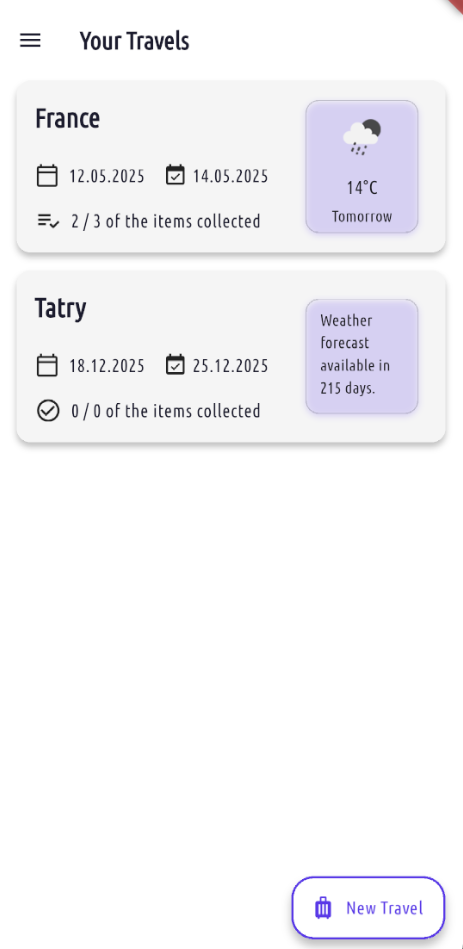 Your Travels
France
12.05.2025 14.05.2025
2 / 3 of the items collected
14°C
Tomorrow
Tatry
18.12.2025 25.12.2025
0 / 0 of the items collected
Weather
forecast
available in
215 days.
New Travel